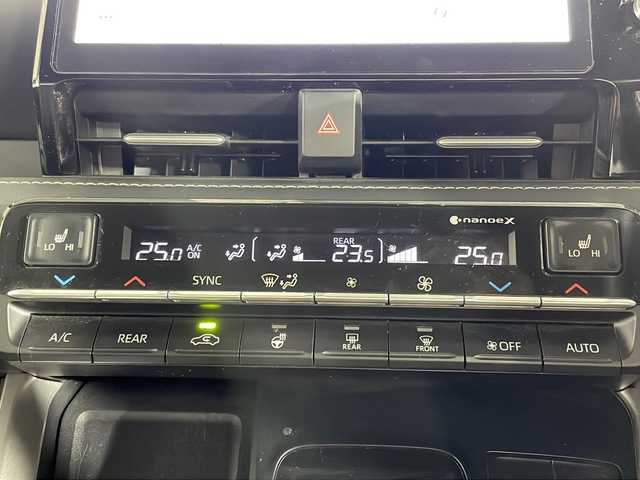 nanoeX
LO HI
25.0 A/C ON
REAR
23.5
25.0
LO HI
SYNC
A/C
REAR
REAR
FRONT
OFF
AUTO